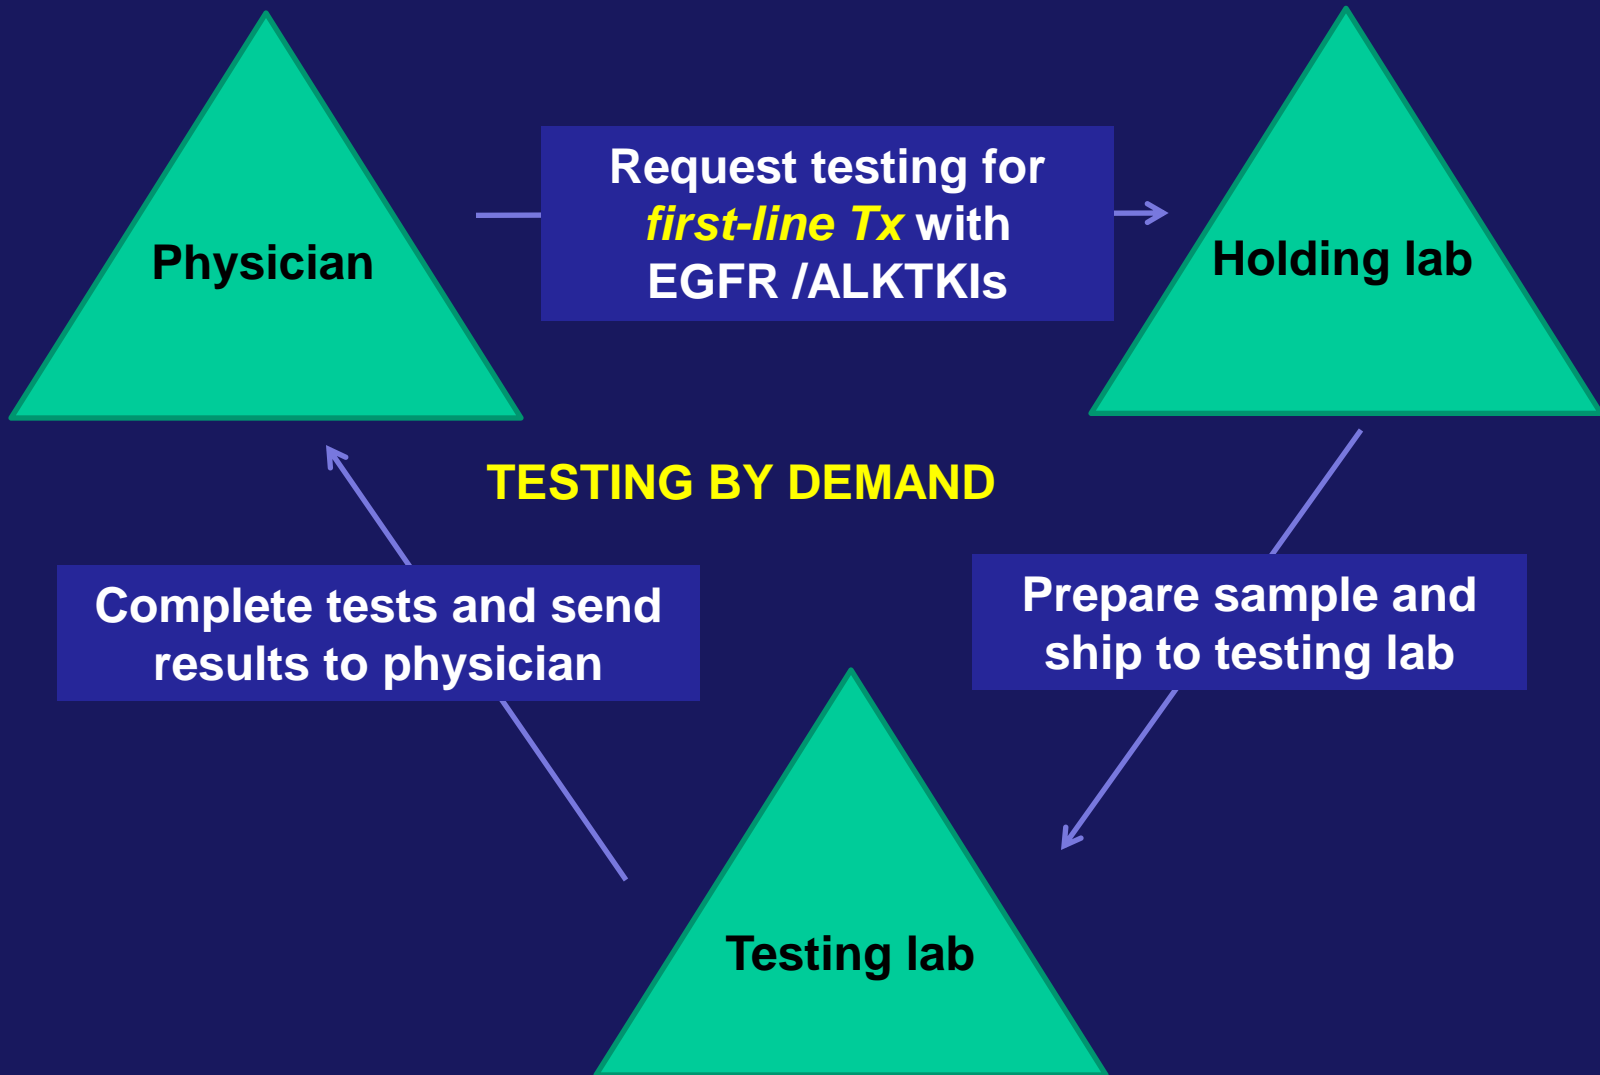 Physician
Request testing for
first-line Tx with
EGFR /ALKTKIs
Holding lab
TESTING BY DEMAND
Complete tests and send
results to physician
Prepare sample and
ship to testing lab
Testing lab